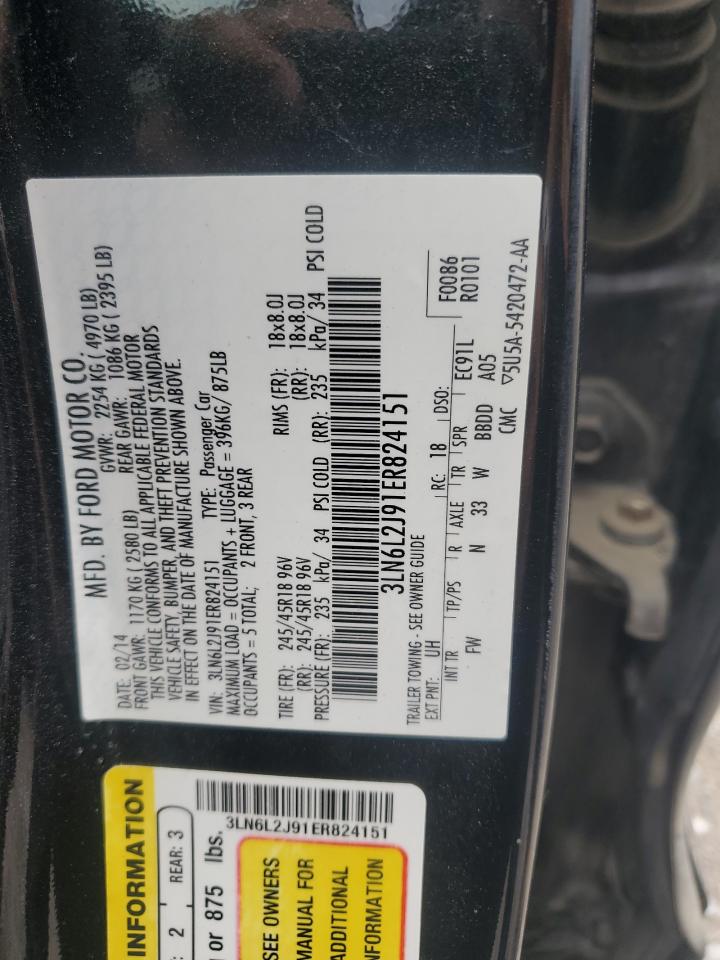 MFD. BY FORD MOTOR CO.
DATE: 02/14 GVWR: 2254 KG ( 4970 LB)
FRONT GAWR: 1170 KG ( 2580 LB) REAR GAWR: 1086 KG ( 2395 LB)
THIS VEHICLE CONFORMS TO ALL APPLICABLE FEDERAL MOTOR
VEHICLE SAFETY, BUMPER, AND THEFT PREVENTION STANDARDS
IN EFFECT ON THE DATE OF MANUFACTURE SHOWN ABOVE.
VIN: 3LN6L2J91ER824151 TYPE: Passenger Car
MAXIMUM LOAD = OCCUPANTS + LUGGAGE = 396KG/ 875LB
OCCUPANTS = 5 TOTAL; 2 FRONT, 3 REAR
TIRE (FR): 245/45R18 96V RIMS (FR): 18x8.0J
(RR): 245/45R18 96V (RR): 18x8.0J
PRESSURE (FR): 235 kPa/ 34 PSI COLD (RR): 235 kPa/ 34 PSI COLD
3LN6L2J91ER824151
TRAILER TOWING - SEE OWNER GUIDE
EXT PNT: UH RC: 18 DSO: F0086
R0101
INT TR TP/PS R AXLE TR SPR EC91L
FW N 33 W BBDD A05
CMC ▽5U5A-5420472-AA
INFORMATION
: 2 REAR: 3
or 875 lbs.
3LN6L2J91ER824151
SEE OWNERS
MANUAL FOR
ADDITIONAL
INFORMATION